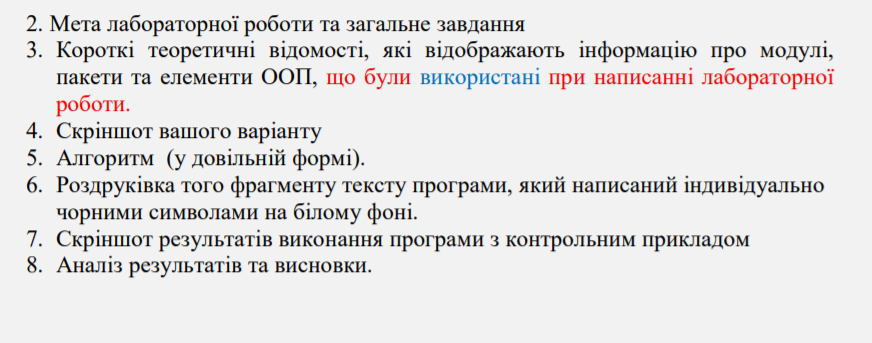 2. Мета лабораторної роботи та загальне завдання
3. Короткі теоретичні відомості, які відображають інформацію про модулі,
пакети та елементи ООП, що були використані при написанні лабораторної
роботи.
4. Скріншот вашого варіанту
5. Алгоритм (у довільній формі).
6. Роздруківка того фрагменту тексту програми, який написаний індивідуально
чорними символами на білому фоні.
7. Скріншот результатів виконання програми з контрольним прикладом
8. Аналіз результатів та висновки.